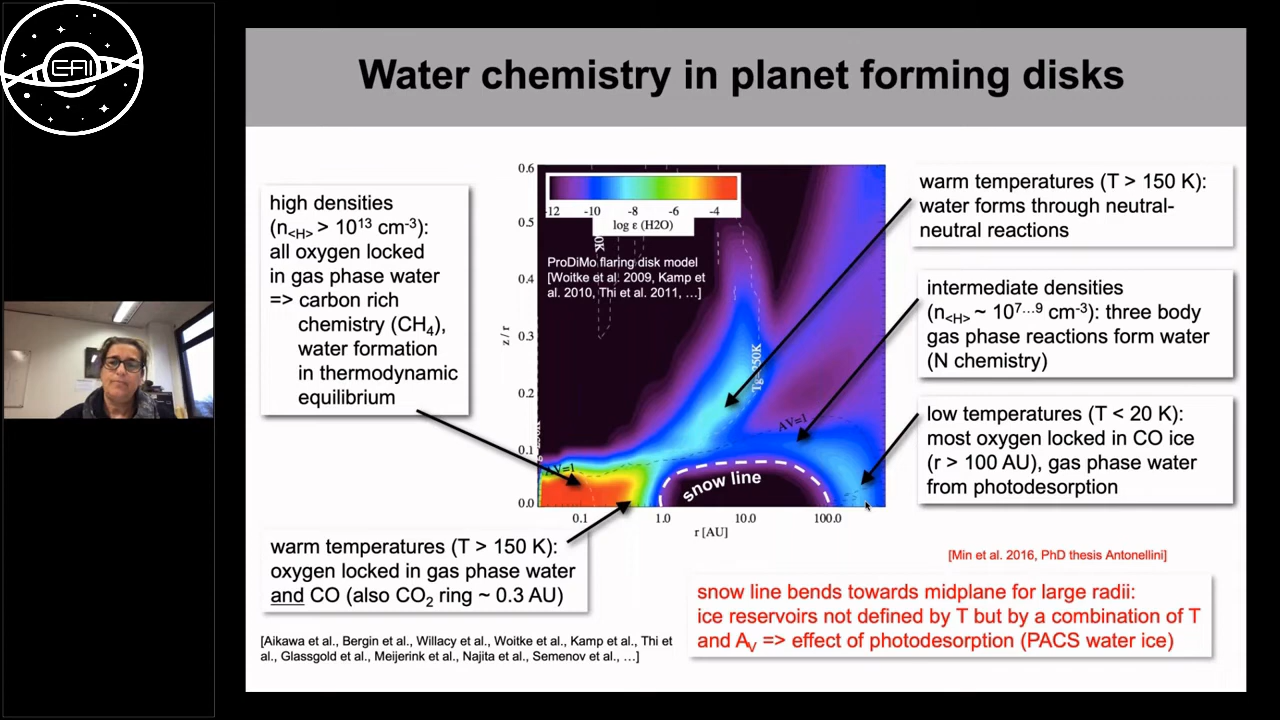 EAI
Water chemistry in planet forming disks
high densities
(n<H> > 10¹³ cm-³):
all oxygen locked
in gas phase water
=> carbon rich
chemistry (CH₄),
water formation
in thermodynamic
equilibrium
0.6
0.5
0.4
0.3
0.2
0.1
0.0
z / r
-12 -10 -8 -6 -4
log ε (H2O)
ProDiMo flaring disk model
[Woitke et al. 2009, Kamp et
al. 2010, Thi et al. 2011, ...]
Tg=250K
AV=1
AV=1
snow line
0.1 1.0 10.0 100.0
r [AU]
warm temperatures (T > 150 K):
water forms through neutral-
neutral reactions
intermediate densities
(n<H> ~ 10⁷…⁹ cm-³): three body
gas phase reactions form water
(N chemistry)
low temperatures (T < 20 K):
most oxygen locked in CO ice
(r > 100 AU), gas phase water
from photodesorption
warm temperatures (T > 150 K):
oxygen locked in gas phase water
and CO (also CO₂ ring ~ 0.3 AU)
[Min et al. 2016, PhD thesis Antonellini]
snow line bends towards midplane for large radii:
ice reservoirs not defined by T but by a combination of T
and Aᵥ => effect of photodesorption (PACS water ice)
[Aikawa et al., Bergin et al., Willacy et al., Woitke et al., Kamp et al., Thi et
al., Glassgold et al., Meijerink et al., Najita et al., Semenov et al., ...]